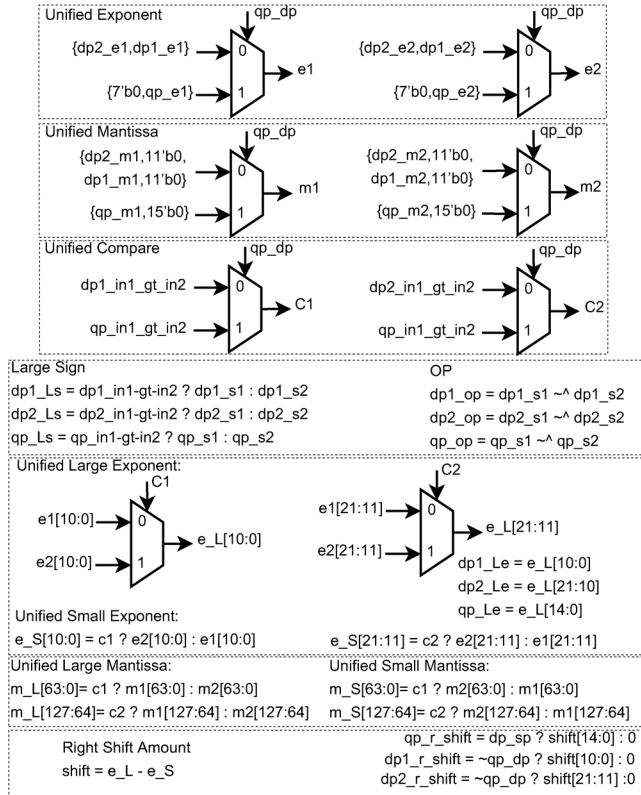 Unified Exponent
qp_dp
qp_dp
{dp2_e1,dp1_e1}
0
{dp2_e2,dp1_e2}
0
e1
e2
{7'b0,qp_e1}
1
{7'b0,qp_e2}
1
Unified Mantissa
qp_dp
qp_dp
{dp2_m1,11'b0,
dp1_m1,11'b0}
0
{dp2_m2,11'b0,
dp1_m2,11'b0}
0
m1
m2
{qp_m1,15'b0}
1
{qp_m2,15'b0}
1
Unified Compare
qp_dp
qp_dp
dp1_in1_gt_in2
0
dp2_in1_gt_in2
0
C1
C2
qp_in1_gt_in2
1
qp_in1_gt_in2
1
Large Sign
dp1_Ls = dp1_in1-gt-in2 ? dp1_s1 : dp1_s2
dp2_Ls = dp2_in1-gt-in2 ? dp2_s1 : dp2_s2
qp_Ls = qp_in1-gt-in2 ? qp_s1 : qp_s2
OP
dp1_op = dp1_s1 ~^ dp1_s2
dp2_op = dp2_s1 ~^ dp2_s2
qp_op = qp_s1 ~^ qp_s2
Unified Large Exponent:
C1
e1[10:0]
0
e_L[10:0]
e2[10:0]
1
C2
e1[21:11]
0
e_L[21:11]
e2[21:11]
1
dp1_Le = e_L[10:0]
dp2_Le = e_L[21:10]
qp_Le = e_L[14:0]
Unified Small Exponent:
e_S[10:0] = c1 ? e2[10:0] : e1[10:0]
e_S[21:11] = c2 ? e2[21:11] : e1[21:11]
Unified Large Mantissa:
m_L[63:0]= c1 ? m1[63:0] : m2[63:0]
m_L[127:64]= c2 ? m1[127:64] : m2[127:64]
Unified Small Mantissa:
m_S[63:0]= c1 ? m2[63:0] : m1[63:0]
m_S[127:64]= c2 ? m2[127:64] : m1[127:64]
Right Shift Amount
shift = e_L - e_S
qp_r_shift = dp_sp ? shift[14:0] : 0
dp1_r_shift = ~qp_dp ? shift[10:0] : 0
dp2_r_shift = ~qp_dp ? shift[21:11] :0